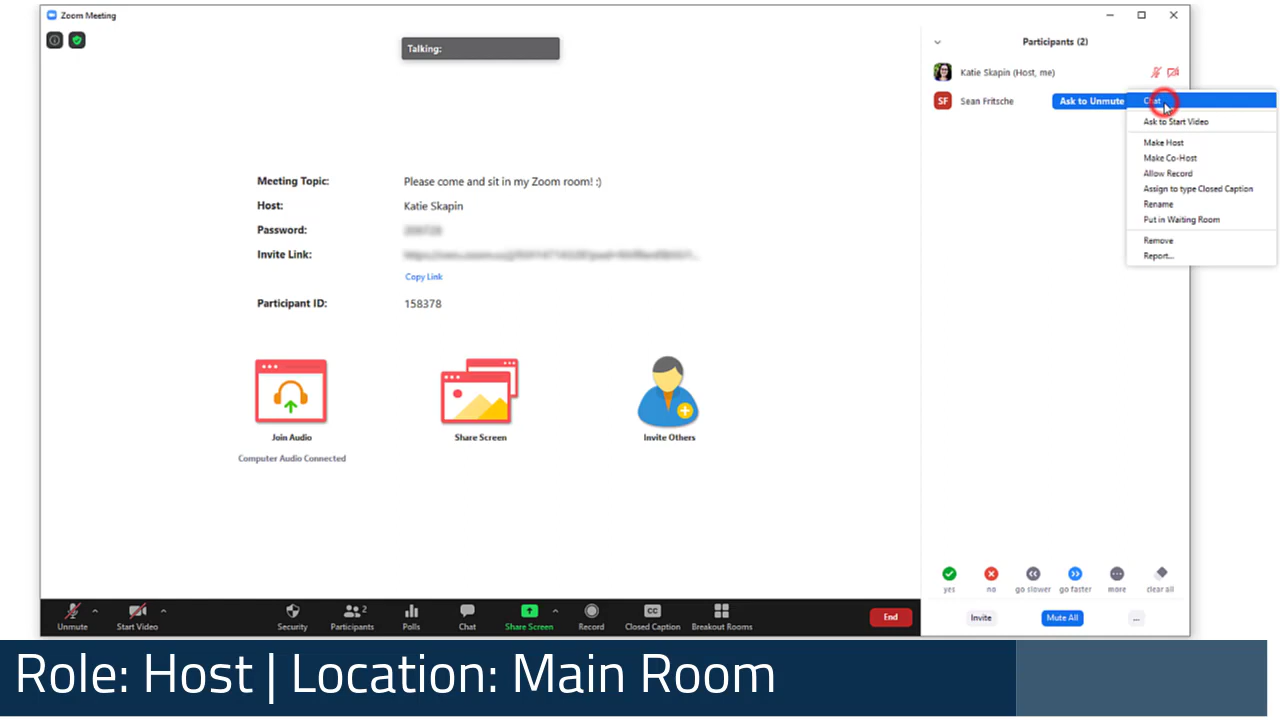 Zoom Meeting
Talking:
Participants (2)
Katie Skapin (Host, me)
SF Sean Fritsche Ask to Unmute
Chat
Ask to Start Video
Make Host
Make Co-Host
Allow Record
Assign to type Closed Caption
Rename
Put in Waiting Room
Remove
Report...
Meeting Topic: Please come and sit in my Zoom room! :)
Host: Katie Skapin
Password:
Invite Link:
Copy Link
Participant ID: 158378
Join Audio
Computer Audio Connected
Share Screen
Invite Others
yes no go slower go faster more clear all
Unmute Start Video Security Participants 2 Polls Chat Share Screen Record CC Closed Caption Breakout Rooms End
Invite Mute All ...
Role: Host | Location: Main Room